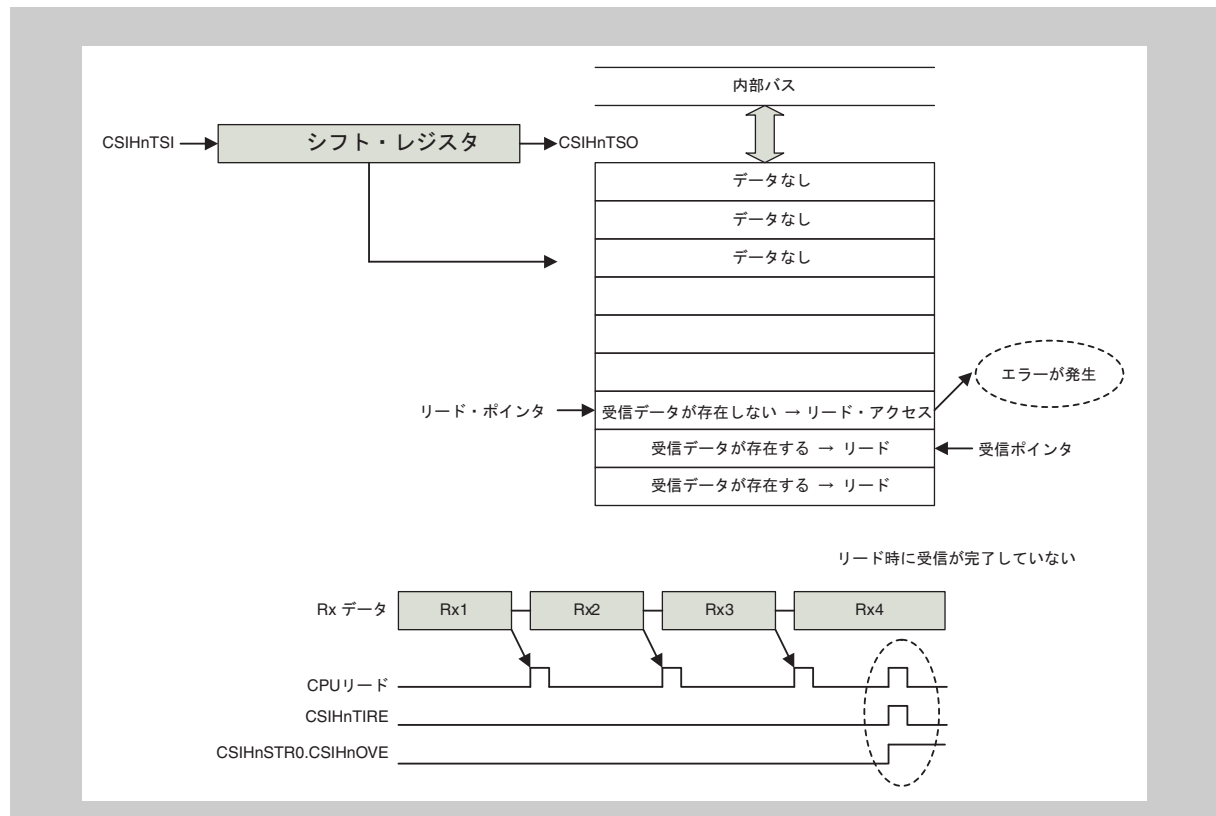 内部バス
CSIHnTSI
シフト・レジスタ
CSIHnTSO
データなし
データなし
データなし
エラーが発生
リード・ポインタ
受信データが存在しない → リード・アクセス
受信データが存在する → リード
受信ポインタ
受信データが存在する → リード
リード時に受信が完了していない
Rx データ
Rx1
Rx2
Rx3
Rx4
CPUリード
CSIHnTIRE
CSIHnSTR0.CSIHnOVE